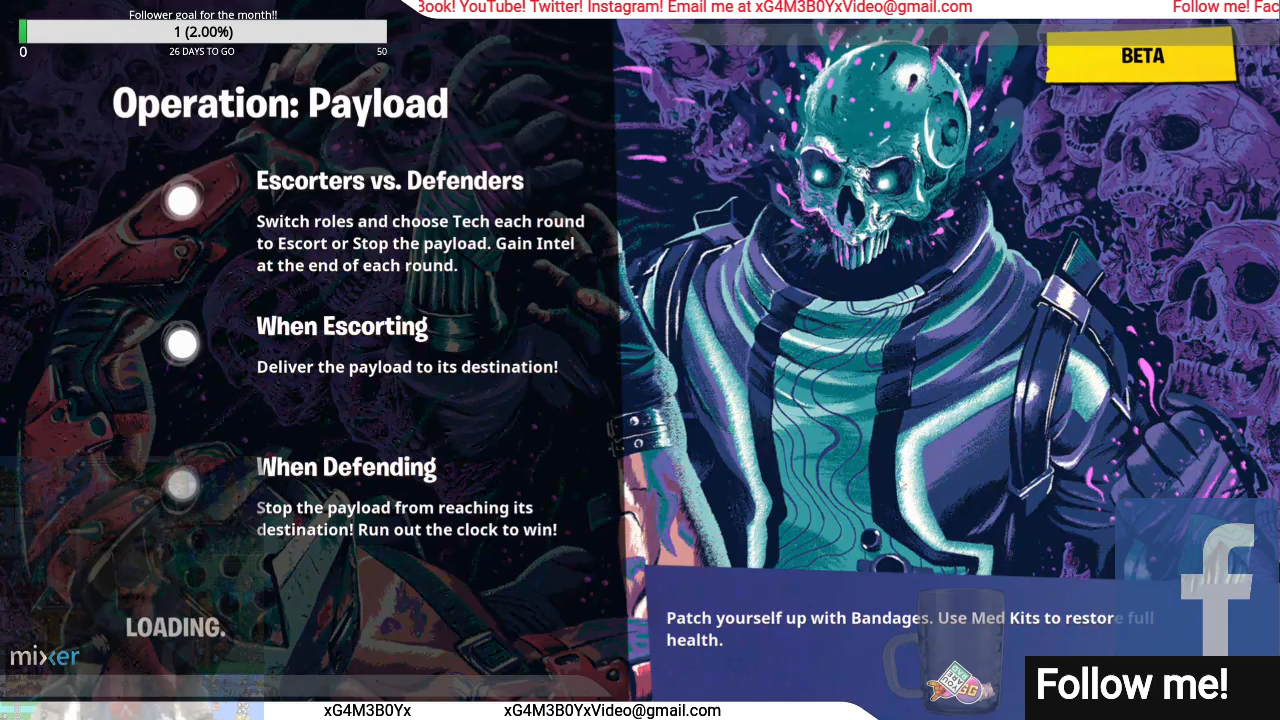 Book! YouTube! Twitter! Instagram! Email me at xG4M3B0YxVideo@gmail.com
Follow me! Fac
Follower goal for the month!!
1 (2.00%)
0
26 DAYS TO GO
50
BETA
Operation: Payload
Escorters vs. Defenders
Switch roles and choose Tech each round
to Escort or Stop the payload. Gain Intel
at the end of each round.
When Escorting
Deliver the payload to its destination!
When Defending
Stop the payload from reaching its
destination! Run out the clock to win!
LOADING.
mixer
Patch yourself up with Bandages. Use Med Kits to restore full
health.
f
Follow me!
xG4M3B0Yx
xG4M3B0YxVideo@gmail.com